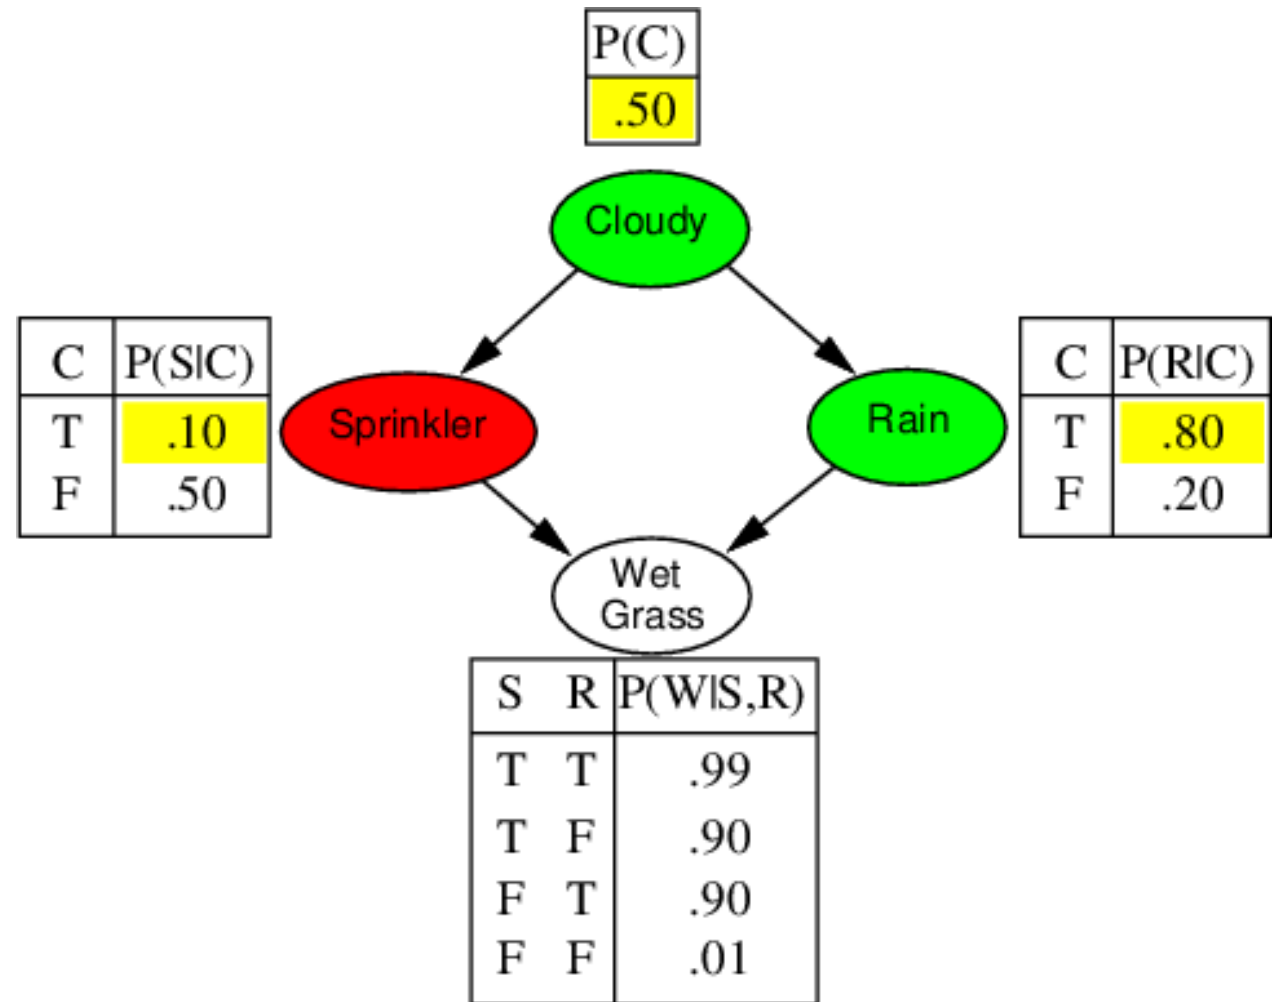 P(C)
.50
Cloudy
C P(S|C)
T .10
F .50
Sprinkler
Rain
C P(R|C)
T .80
F .20
Wet
Grass
S R P(W|S,R)
T T .99
T F .90
F T .90
F F .01